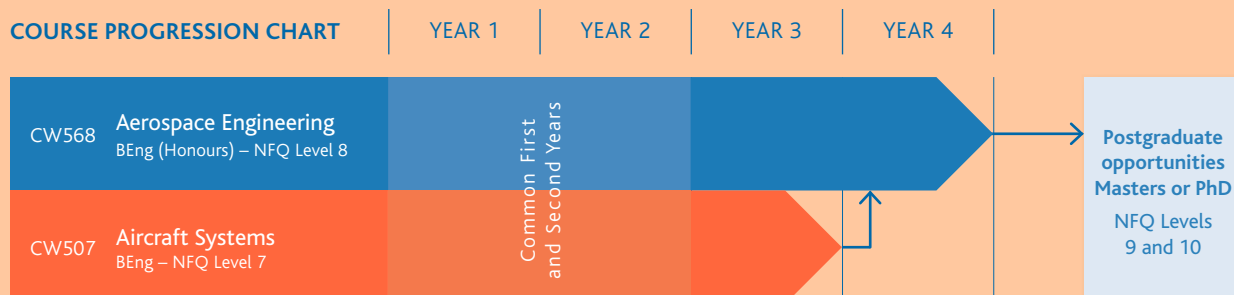 COURSE PROGRESSION CHART
YEAR 1
YEAR 2
YEAR 3
YEAR 4
CW568
Aerospace Engineering
BEng (Honours) – NFQ Level 8
Common First
and Second Years
CW507
Aircraft Systems
BEng – NFQ Level 7
Postgraduate
opportunities
Masters or PhD
NFQ Levels
9 and 10